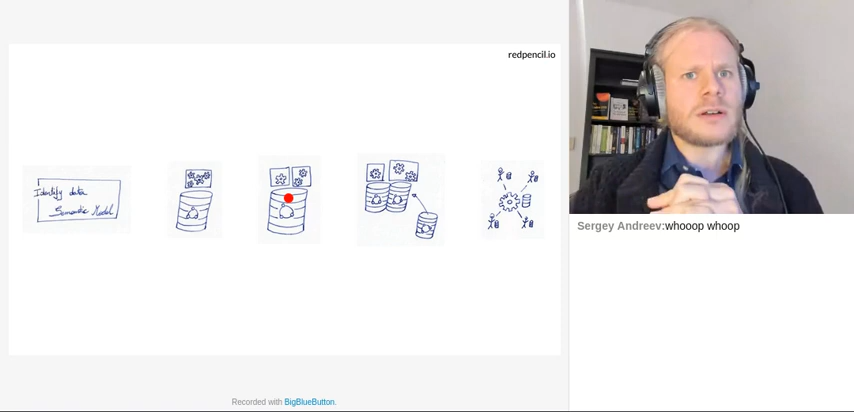 redpencil.io
Identify data
Semantic Model
Sergey Andreev:whooop whoop
Recorded with BigBlueButton.